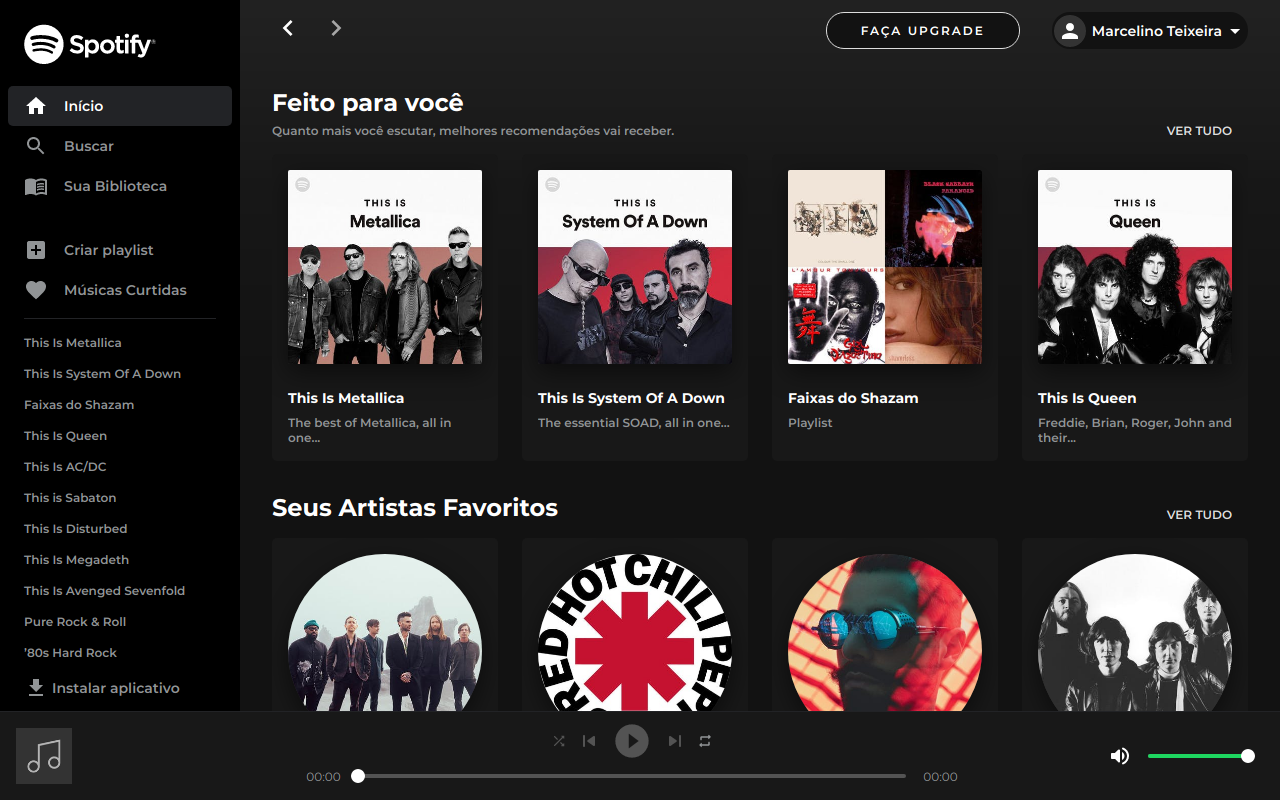 Spotify
FAÇA UPGRADE
Marcelino Teixeira
Início
Buscar
Sua Biblioteca
Criar playlist
Músicas Curtidas
This Is Metallica
This Is System Of A Down
Faixas do Shazam
This Is Queen
This Is AC/DC
This is Sabaton
This Is Disturbed
This Is Megadeth
This Is Avenged Sevenfold
Pure Rock & Roll
’80s Hard Rock
Instalar aplicativo
Feito para você
Quanto mais você escutar, melhores recomendações vai receber.
VER TUDO
THIS IS
Metallica
This Is Metallica
The best of Metallica, all in
one...
THIS IS
System Of A Down
This Is System Of A Down
The essential SOAD, all in one...
SIA
BLACK SABBATH
PARANOID
L'AMOUR TOUJOURS
Faixas do Shazam
Playlist
THIS IS
Queen
This Is Queen
Freddie, Brian, Roger, John and
their...
Seus Artistas Favoritos
VER TUDO
RED HOT CHILI PEP
00:00
00:00